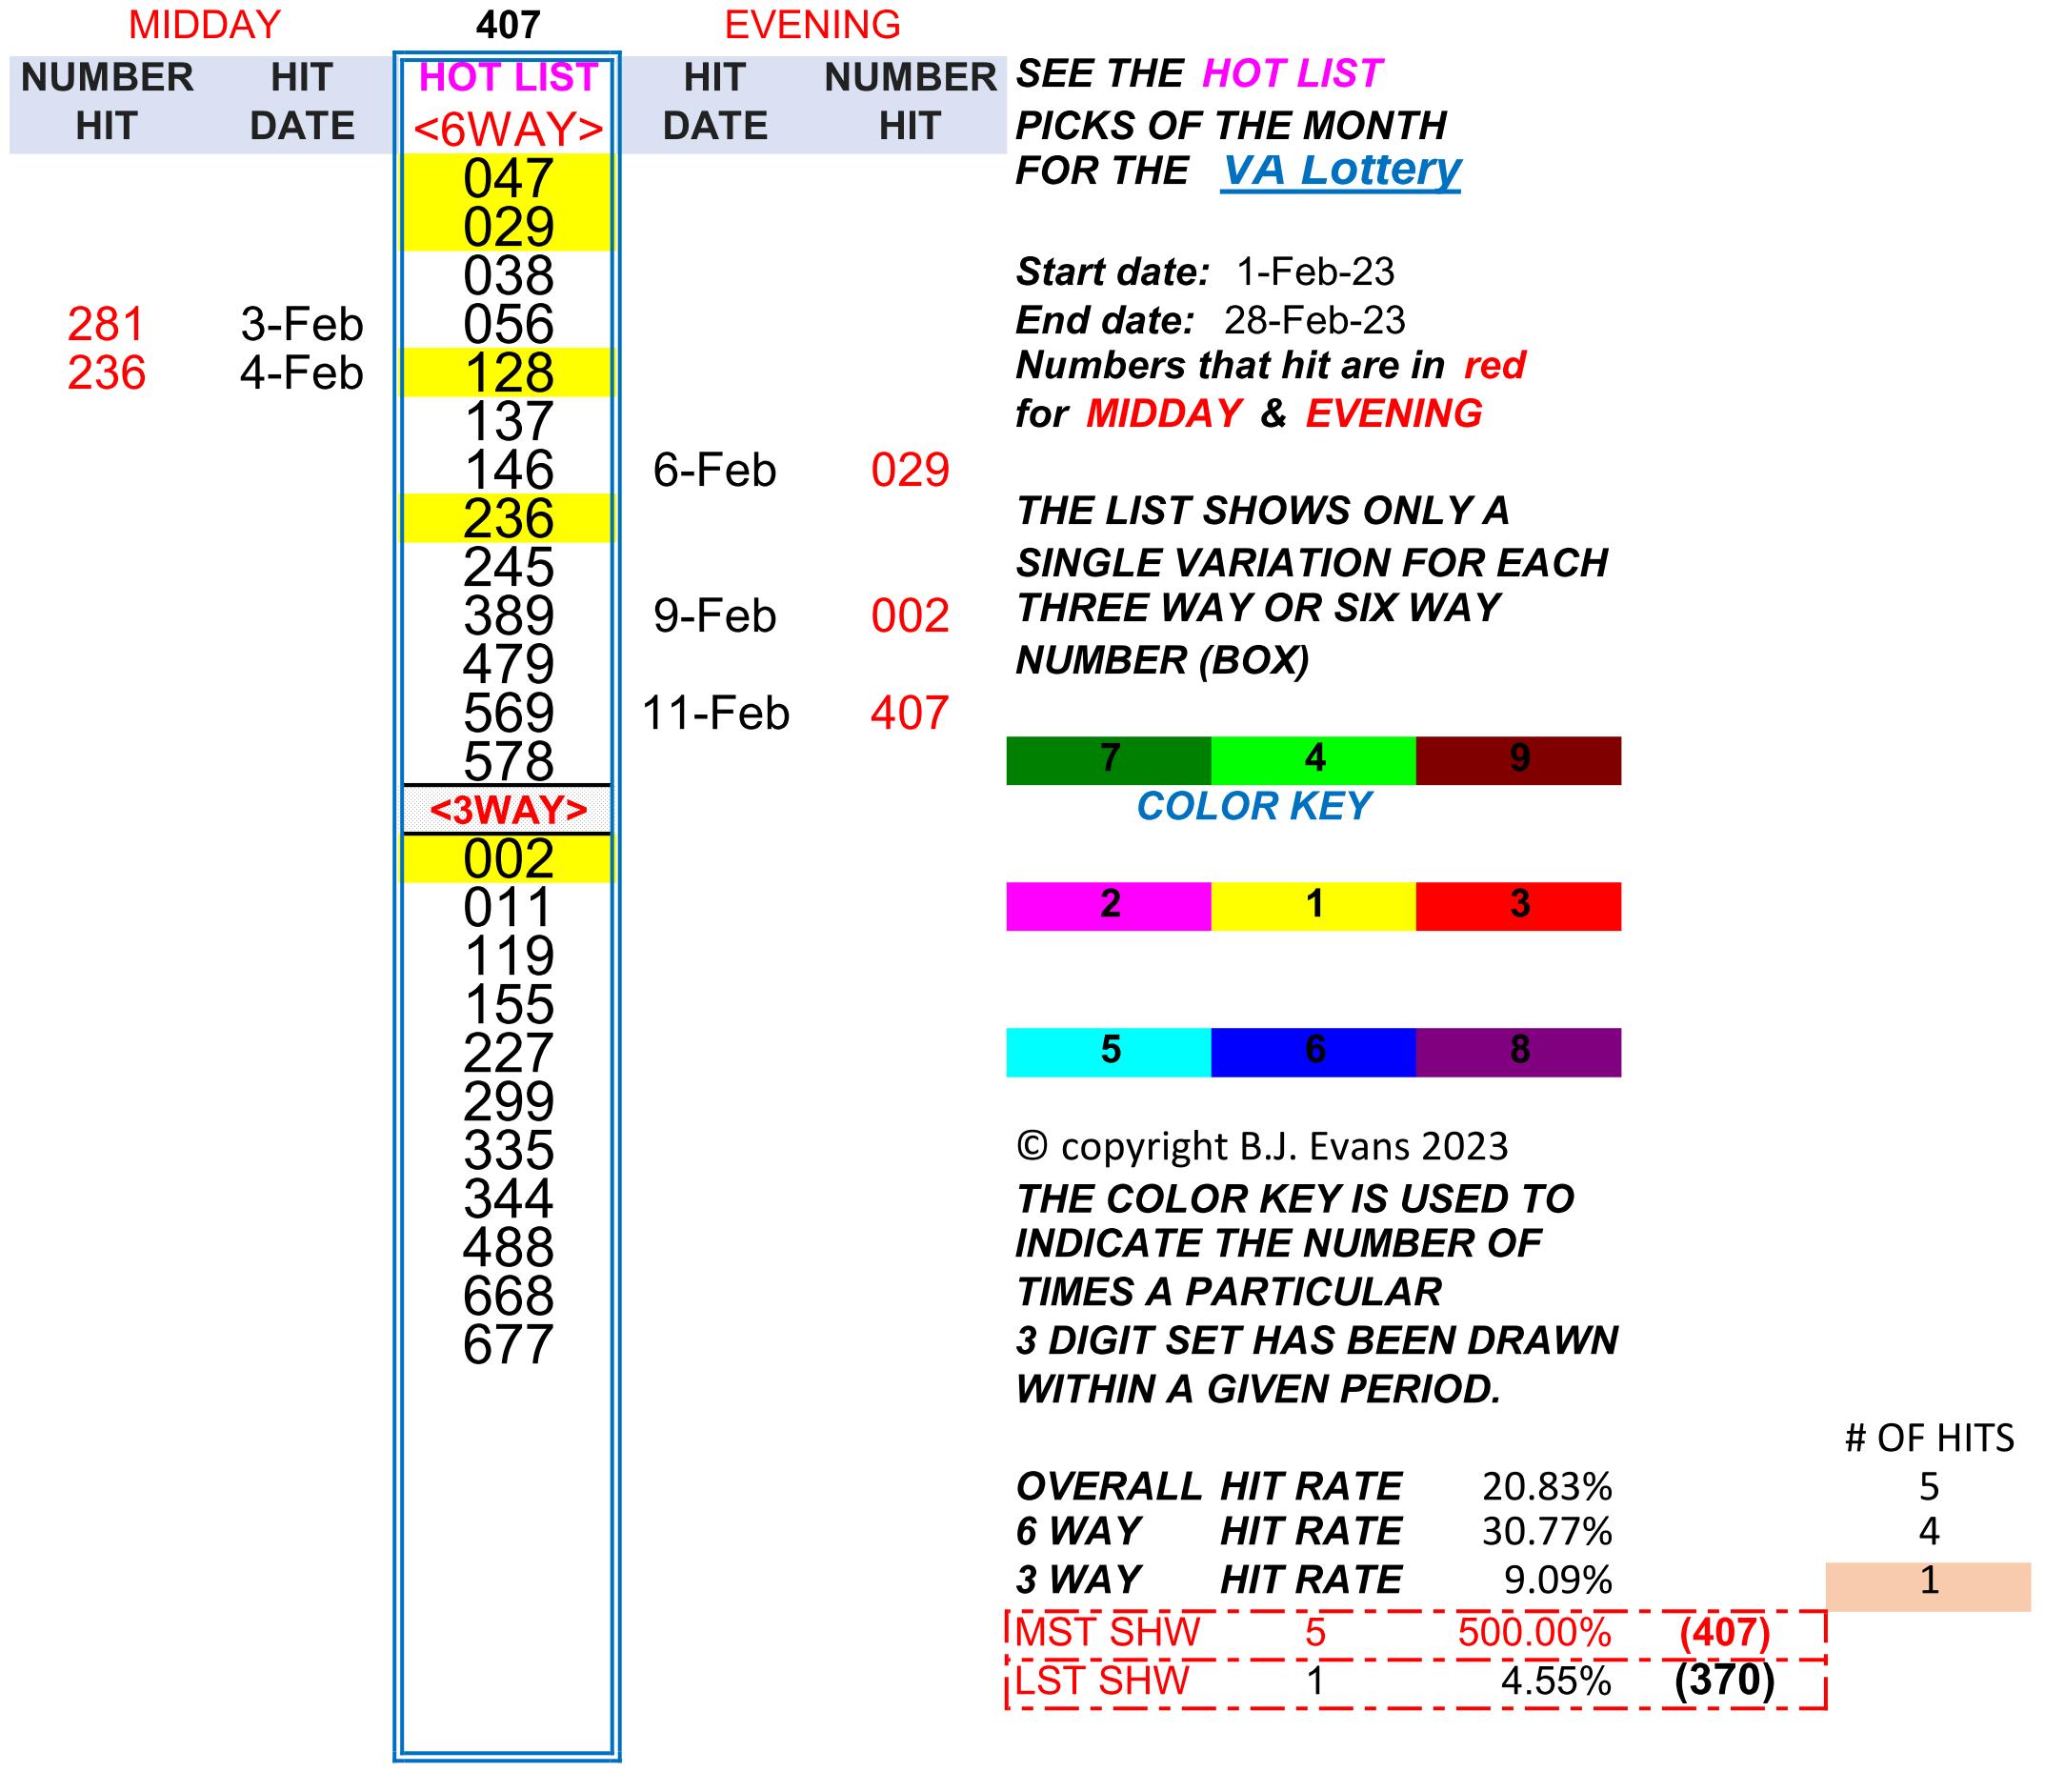 MIDDAY 407 EVENING
NUMBER HIT HOT LIST HIT NUMBER SEE THE HOT LIST
HIT DATE <6WAY> DATE HIT PICKS OF THE MONTH
047 FOR THE VA Lottery
029
038 Start date: 1-Feb-23
281 3-Feb 056 End date: 28-Feb-23
236 4-Feb 128 Numbers that hit are in red
137 for MIDDAY & EVENING
146 6-Feb 029
236 THE LIST SHOWS ONLY A
245 SINGLE VARIATION FOR EACH
389 9-Feb 002 THREE WAY OR SIX WAY
479 NUMBER (BOX)
569 11-Feb 407
578 7 4 9
<3WAY> COLOR KEY
002
011 2 1 3
119
155
227 5 6 8
299
335 © copyright B.J. Evans 2023
344 THE COLOR KEY IS USED TO
488 INDICATE THE NUMBER OF
668 TIMES A PARTICULAR
677 3 DIGIT SET HAS BEEN DRAWN
WITHIN A GIVEN PERIOD.
# OF HITS
OVERALL HIT RATE 20.83% 5
6 WAY HIT RATE 30.77% 4
3 WAY HIT RATE 9.09% 1
MST SHW 5 500.00% (407)
LST SHW 1 4.55% (370)